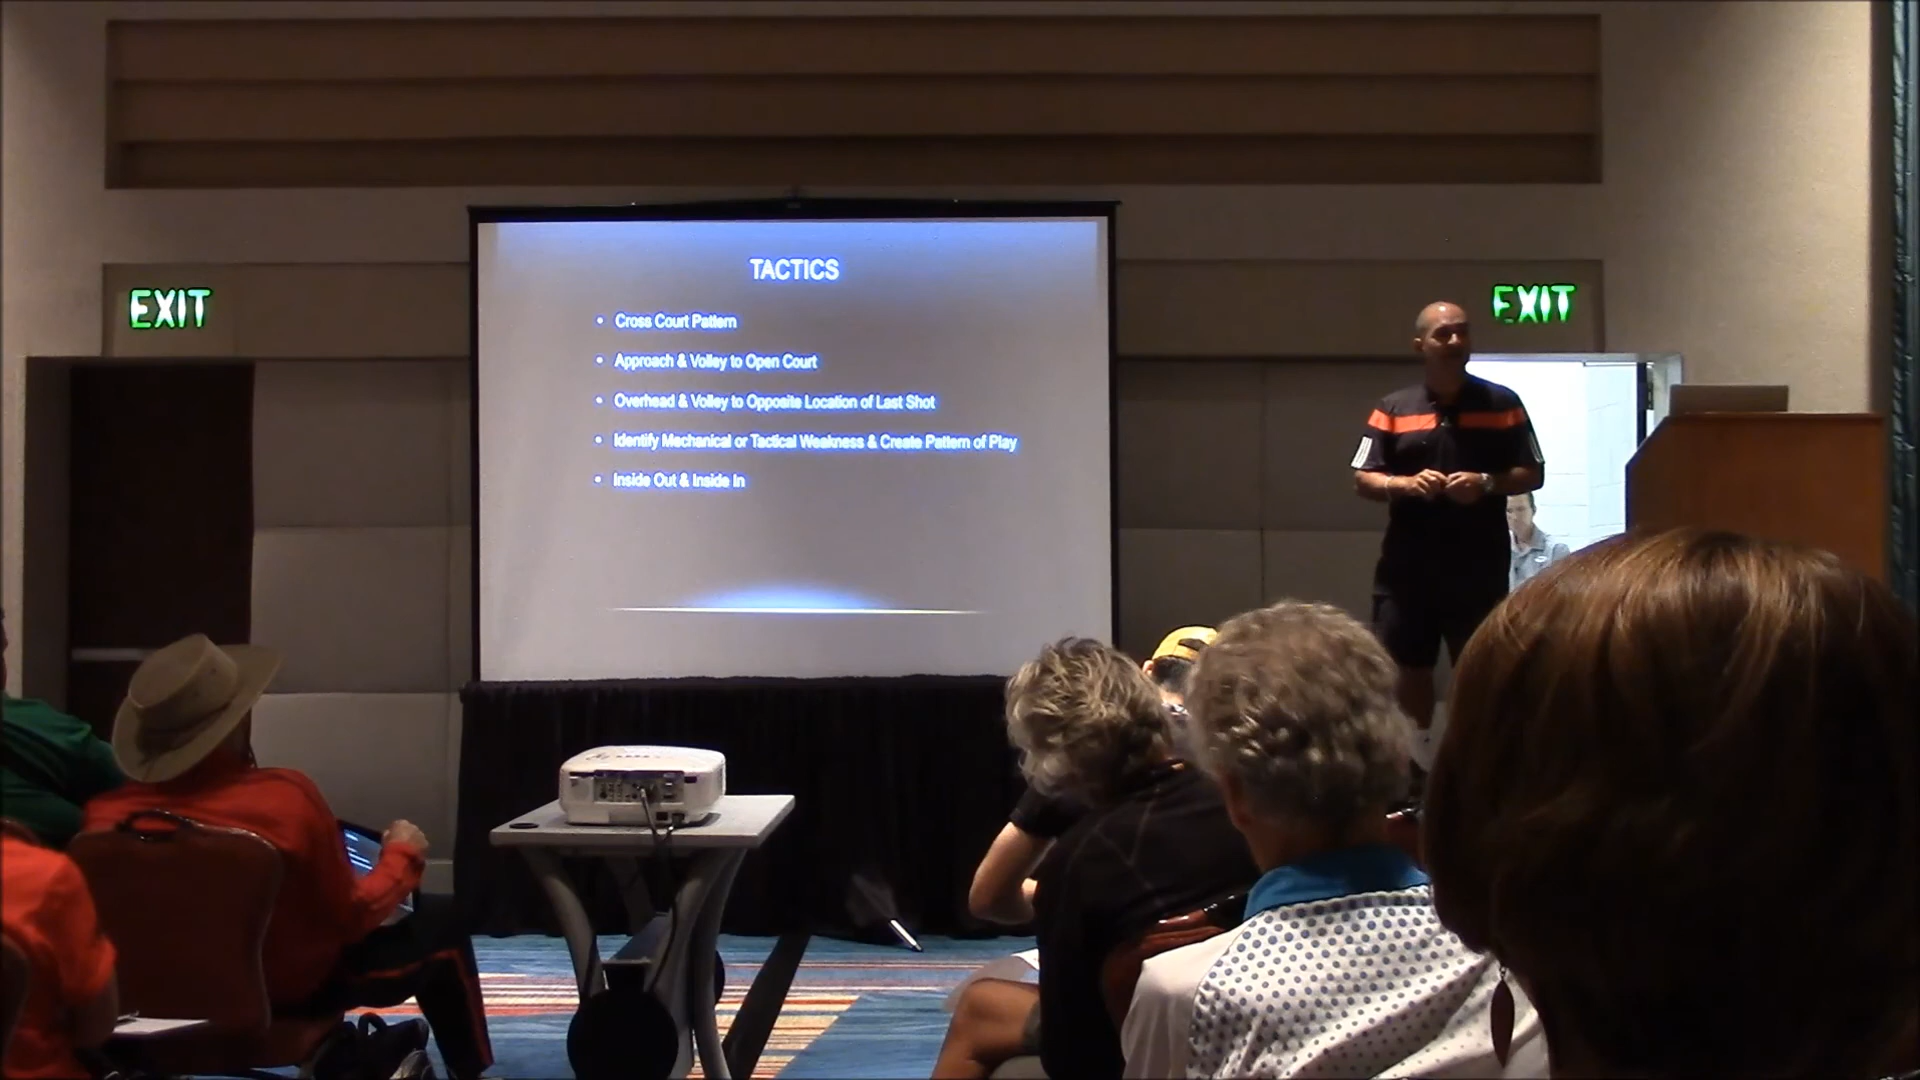 TACTICS
EXIT
EXIT
• Cross Court Pattern
• Approach & Volley to Open Court
• Overhead & Volley to Opposite Location of Last Shot
• Identify Mechanical or Tactical Weakness & Create Pattern of Play
• Inside Out & Inside In